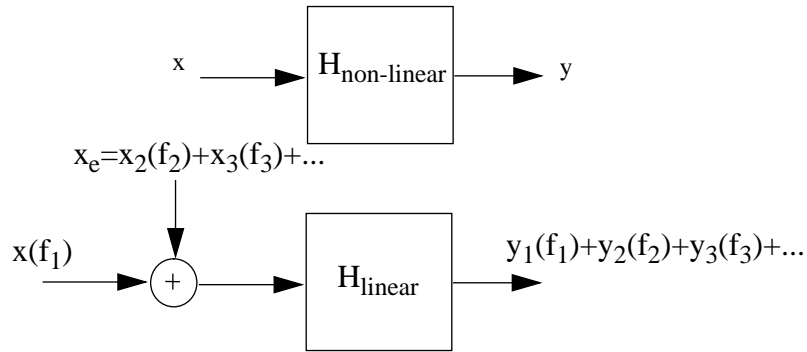 x
H_non-linear
y
x_e=x_2(f_2)+x_3(f_3)+...
x(f_1)
+
H_linear
y_1(f_1)+y_2(f_2)+y_3(f_3)+...